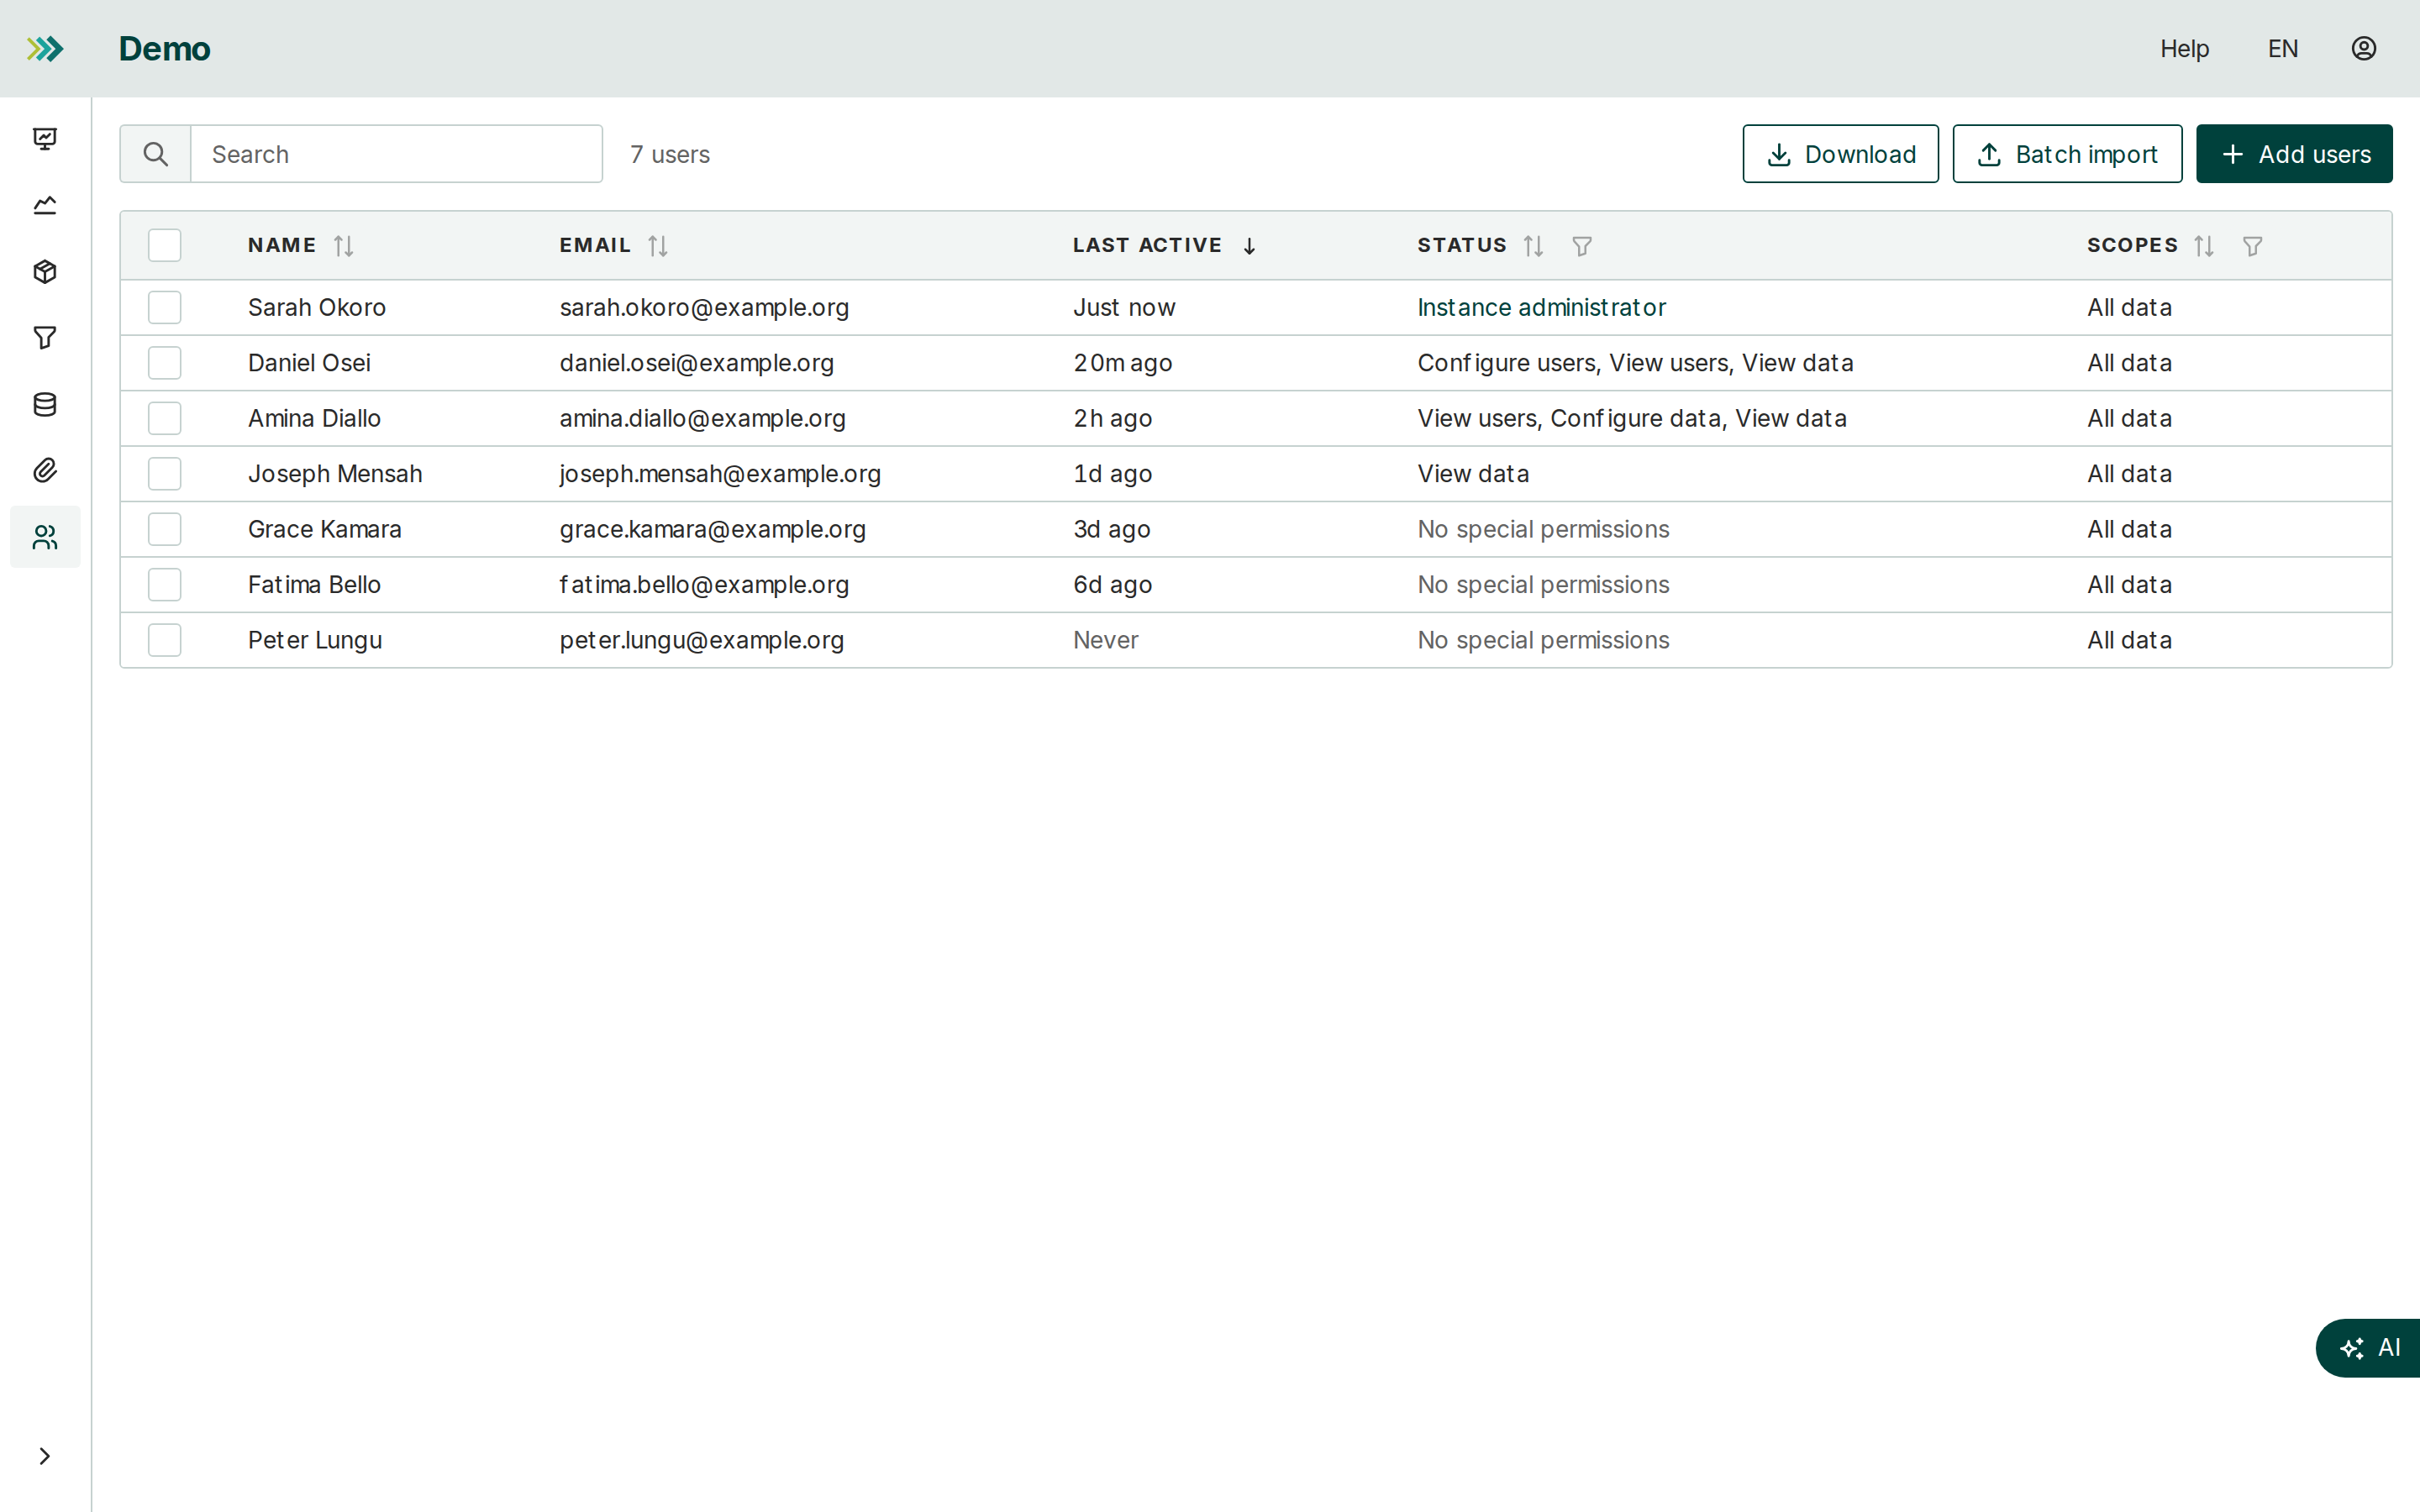 Demo
Help
EN
Search
7 users
Download
Batch import
Add users
NAME EMAIL LAST ACTIVE STATUS SCOPES
Sarah Okoro sarah.okoro@example.org Just now Instance administrator All data
Daniel Osei daniel.osei@example.org 20m ago Configure users, View users, View data All data
Amina Diallo amina.diallo@example.org 2h ago View users, Configure data, View data All data
Joseph Mensah joseph.mensah@example.org 1d ago View data All data
Grace Kamara grace.kamara@example.org 3d ago No special permissions All data
Fatima Bello fatima.bello@example.org 6d ago No special permissions All data
Peter Lungu peter.lungu@example.org Never No special permissions All data
AI